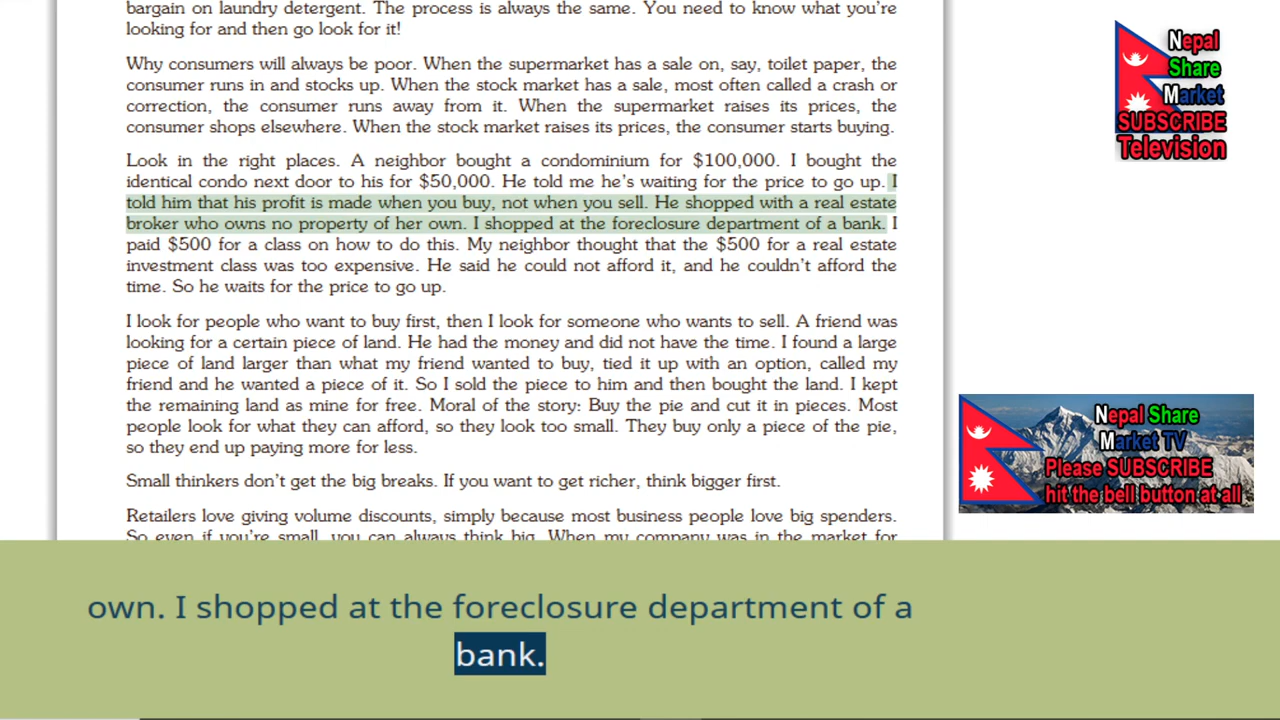 bargain on laundry detergent. The process is always the same. You need to know what you’re
looking for and then go look for it!
Why consumers will always be poor. When the supermarket has a sale on, say, toilet paper, the
consumer runs in and stocks up. When the stock market has a sale, most often called a crash or
correction, the consumer runs away from it. When the supermarket raises its prices, the
consumer shops elsewhere. When the stock market raises its prices, the consumer starts buying.
Look in the right places. A neighbor bought a condominium for $100,000. I bought the
identical condo next door to his for $50,000. He told me he’s waiting for the price to go up. I
told him that his profit is made when you buy, not when you sell. He shopped with a real estate
broker who owns no property of her own. I shopped at the foreclosure department of a bank. I
paid $500 for a class on how to do this. My neighbor thought that the $500 for a real estate
investment class was too expensive. He said he could not afford it, and he couldn’t afford the
time. So he waits for the price to go up.
I look for people who want to buy first, then I look for someone who wants to sell. A friend was
looking for a certain piece of land. He had the money and did not have the time. I found a large
piece of land larger than what my friend wanted to buy, tied it up with an option, called my
friend and he wanted a piece of it. So I sold the piece to him and then bought the land. I kept
the remaining land as mine for free. Moral of the story: Buy the pie and cut it in pieces. Most
people look for what they can afford, so they look too small. They buy only a piece of the pie,
so they end up paying more for less.
Small thinkers don’t get the big breaks. If you want to get richer, think bigger first.
Retailers love giving volume discounts, simply because most business people love big spenders.
So even if you’re small, you can always think big. When my company was in the market for
own. I shopped at the foreclosure department of a
bank.
Nepal
Share
Market
SUBSCRIBE
Television
Nepal Share
Market TV
Please SUBSCRIBE
hit the bell button at all